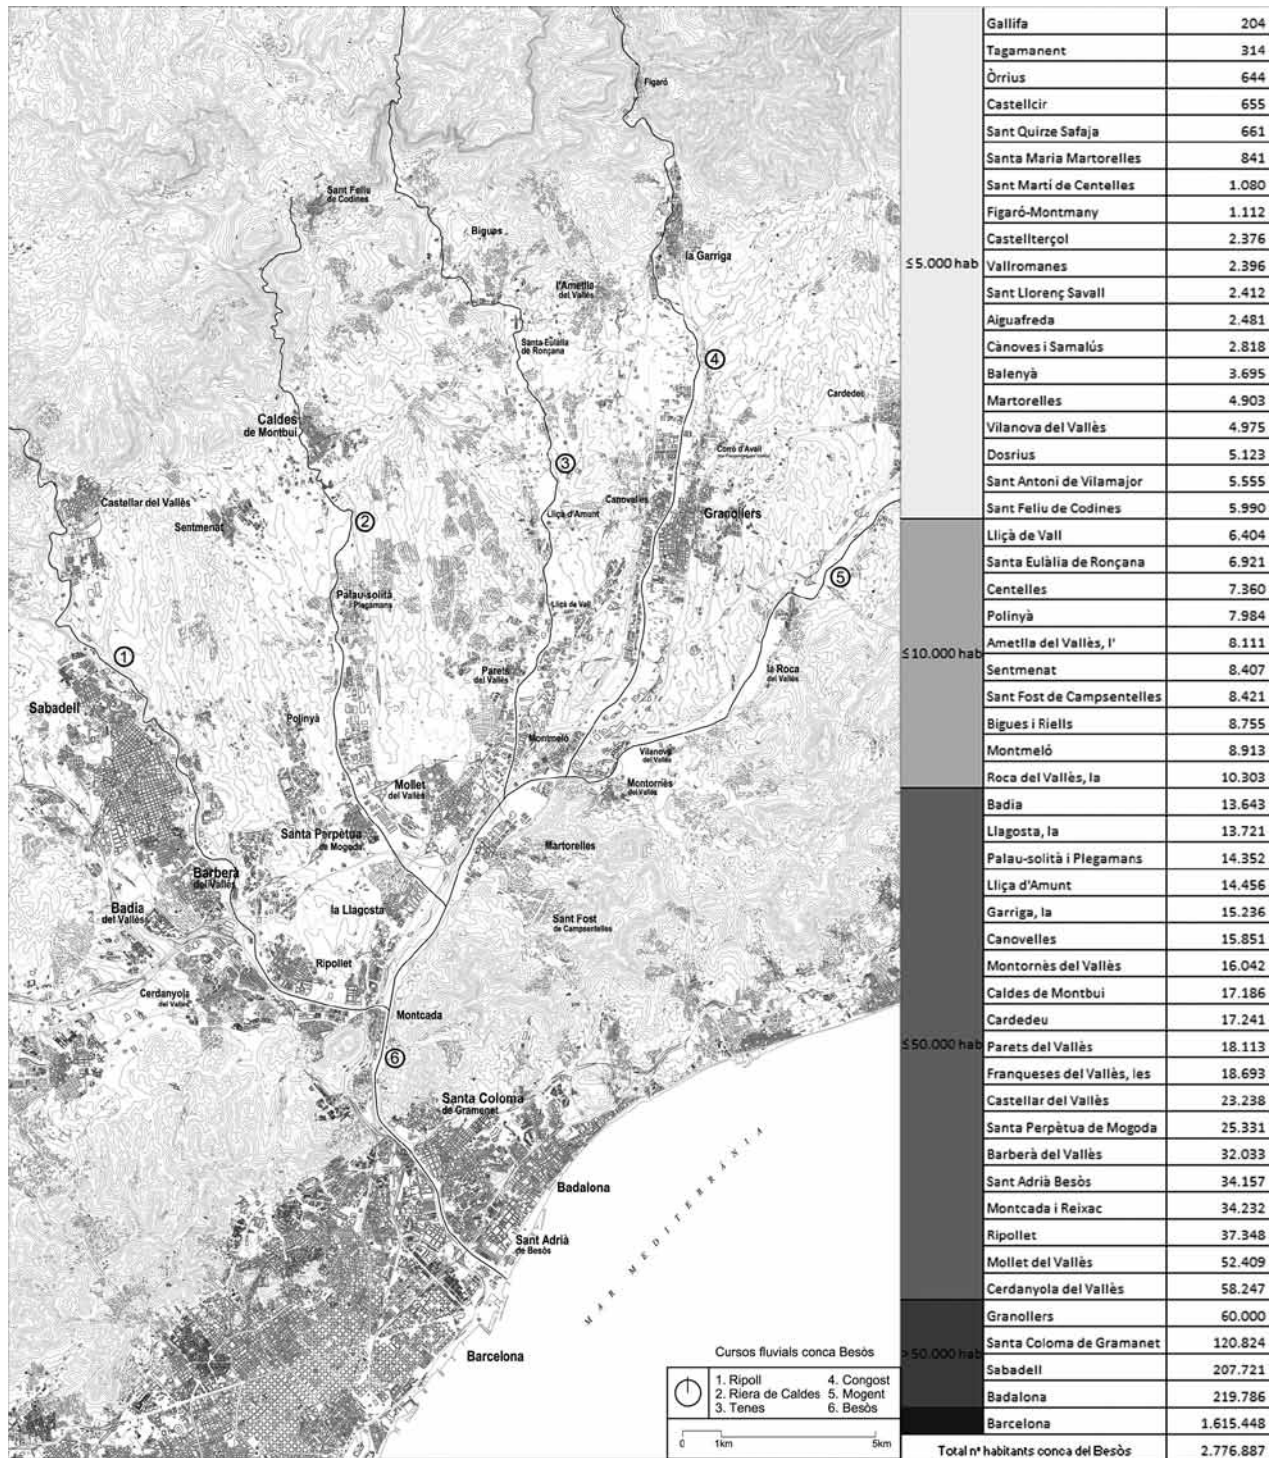 Figaró
Sant Feliu
de Codines
Bigues
la Garriga
l'Ametlla
del Vallès
Santa Eulàlia
de Ronçana
4
Cardedeu
Caldes
de Montbui
Corró d'Avall
3
Castellar del Vallès
Canovelles
Granollers
Sentmenat
2
Lliçà d'Amunt
5
Palau-solità
i Plegamans
Lliçà de Vall
1
Parets
del Vallès
la Roca
del Vallès
Sabadell
Polinyà
Montmeló
Vilanova
del Vallès
Mollet
del Vallès
Montornès
del Vallès
Santa Perpètua
de Mogoda
Martorelles
Barberà
del Vallès
Badia
del Vallès
la Llagosta
Sant Fost
de Campsentelles
Ripollet
Cerdanyola
del Vallès
Montcada
6
Santa Coloma
de Gramenet
Badalona
MAR MEDITERRÀNIA
Sant Adrià
de Besòs
Barcelona
Cursos fluvials conca Besòs
1. Ripoll 4. Congost
2. Riera de Caldes 5. Mogent
3. Tenes 6. Besòs
0 1km 5km
≤5.000 hab
Gallifa 204
Tagamanent 314
Òrrius 644
Castellcir 655
Sant Quirze Safaja 661
Santa Maria Martorelles 841
Sant Martí de Centelles 1.080
Figaró-Montmany 1.112
Castellterçol 2.376
Vallromanes 2.396
Sant Llorenç Savall 2.412
Aiguafreda 2.481
Cànoves i Samalús 2.818
Balenyà 3.695
Martorelles 4.903
Vilanova del Vallès 4.975
Dosrius 5.123
Sant Antoni de Vilamajor 5.555
Sant Feliu de Codines 5.990
≤10.000 hab
Lliçà de Vall 6.404
Santa Eulàlia de Ronçana 6.921
Centelles 7.360
Polinyà 7.984
Ametlla del Vallès, l' 8.111
Sentmenat 8.407
Sant Fost de Campsentelles 8.421
Bigues i Riells 8.755
Montmeló 8.913
Roca del Vallès, la 10.303
≤50.000 hab
Badia 13.643
Llagosta, la 13.721
Palau-solità i Plegamans 14.352
Lliça d'Amunt 14.456
Garriga, la 15.236
Canovelles 15.851
Montornès del Vallès 16.042
Caldes de Montbui 17.186
Cardedeu 17.241
Parets del Vallès 18.113
Franqueses del Vallès, les 18.693
Castellar del Vallès 23.238
Santa Perpètua de Mogoda 25.331
Barberà del Vallès 32.033
Sant Adrià Besòs 34.157
Montcada i Reixac 34.232
Ripollet 37.348
Mollet del Vallès 52.409
Cerdanyola del Vallès 58.247
>50.000 hab
Granollers 60.000
Santa Coloma de Gramanet 120.824
Sabadell 207.721
Badalona 219.786
Barcelona 1.615.448
Total nº habitants conca del Besòs 2.776.887